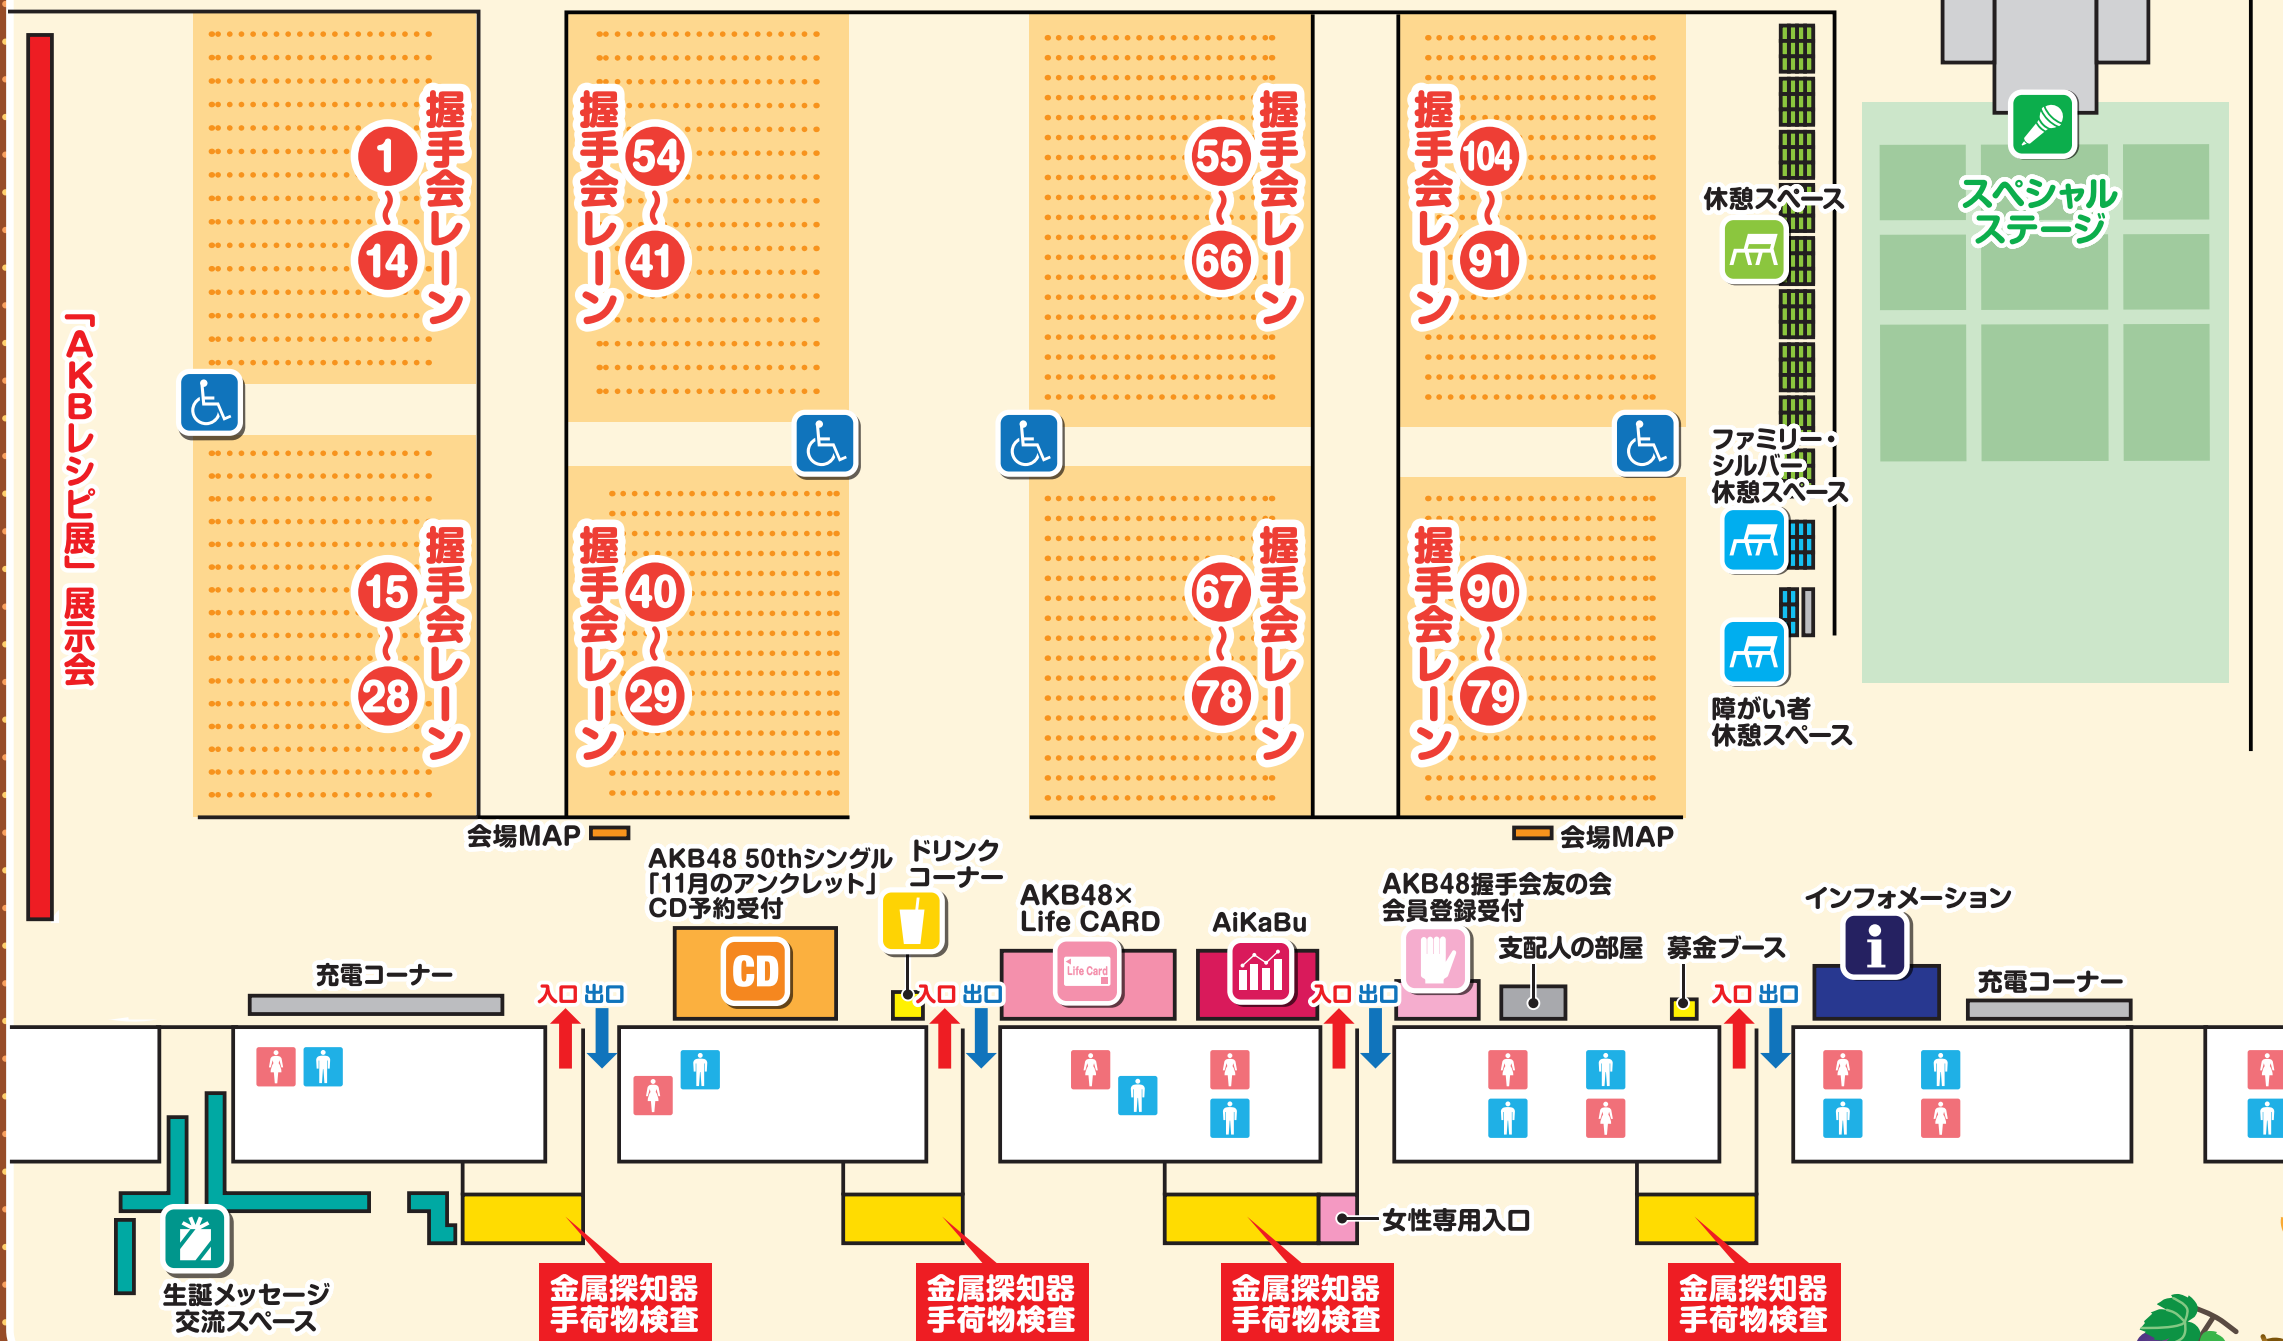 「AKBレシピ展」展示会
握手会レーン
1
～
14
握手会レーン
54
～
41
握手会レーン
55
～
66
握手会レーン
104
～
91
休憩スペース
スペシャル
ステージ
握手会レーン
15
～
28
握手会レーン
40
～
29
握手会レーン
67
～
78
握手会レーン
90
～
79
ファミリー・
シルバー
休憩スペース
障がい者
休憩スペース
会場MAP
会場MAP
AKB48 50thシングル
「11月のアンクレット」
CD予約受付
CD
ドリンク
コーナー
AKB48×
Life CARD
Life Card
AiKaBu
AKB48握手会友の会
会員登録受付
支配人の部屋
募金ブース
インフォメーション
i
充電コーナー
充電コーナー
入口 出口
入口 出口
入口 出口
入口 出口
女性専用入口
生誕メッセージ
交流スペース
金属探知器
手荷物検査
金属探知器
手荷物検査
金属探知器
手荷物検査
金属探知器
手荷物検査